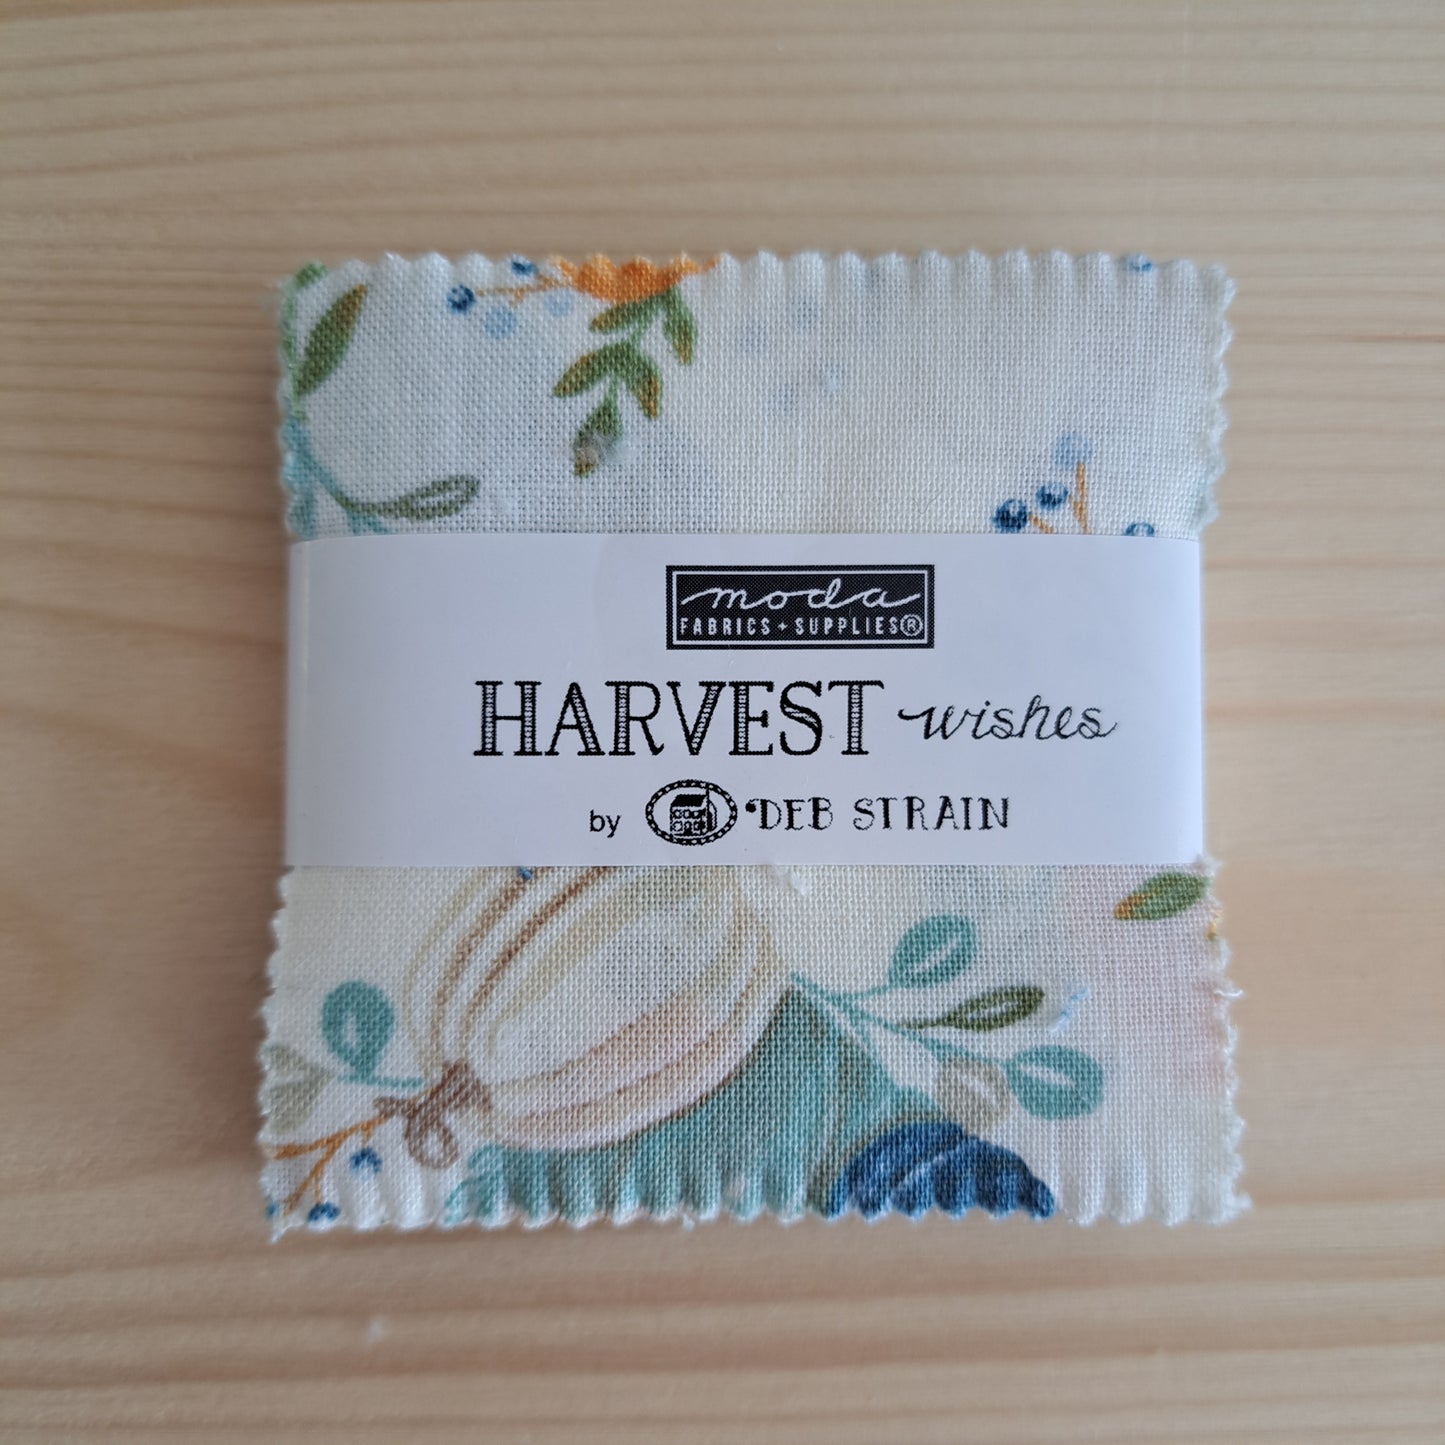 moda
FABRICS + SUPPLIES®
HARVEST wishes
by DEB STRAIN